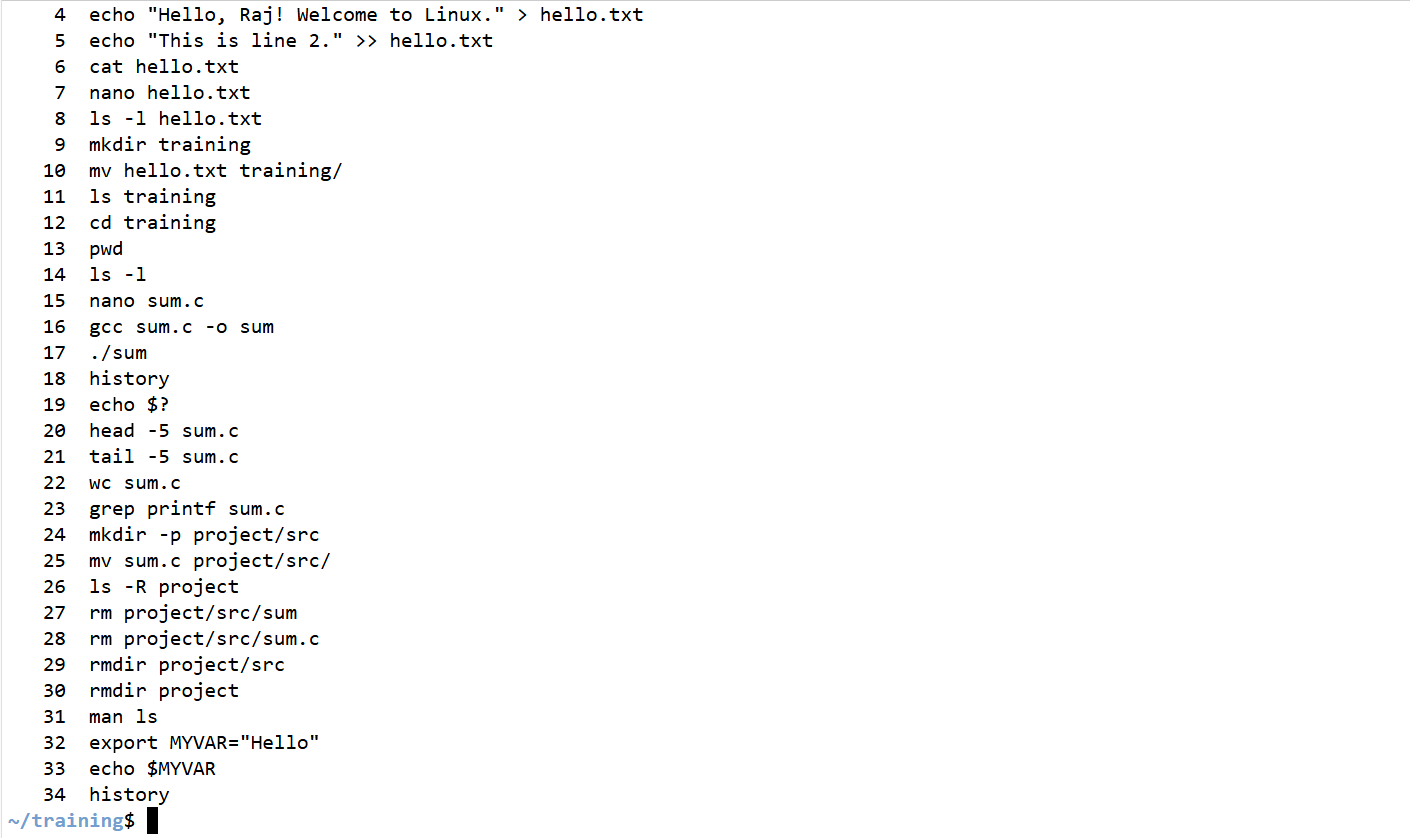 4  echo "Hello, Raj! Welcome to Linux." > hello.txt
5  echo "This is line 2." >> hello.txt
6  cat hello.txt
7  nano hello.txt
8  ls -l hello.txt
9  mkdir training
10  mv hello.txt training/
11  ls training
12  cd training
13  pwd
14  ls -l
15  nano sum.c
16  gcc sum.c -o sum
17  ./sum
18  history
19  echo $?
20  head -5 sum.c
21  tail -5 sum.c
22  wc sum.c
23  grep printf sum.c
24  mkdir -p project/src
25  mv sum.c project/src/
26  ls -R project
27  rm project/src/sum
28  rm project/src/sum.c
29  rmdir project/src
30  rmdir project
31  man ls
32  export MYVAR="Hello"
33  echo $MYVAR
34  history
~/training$